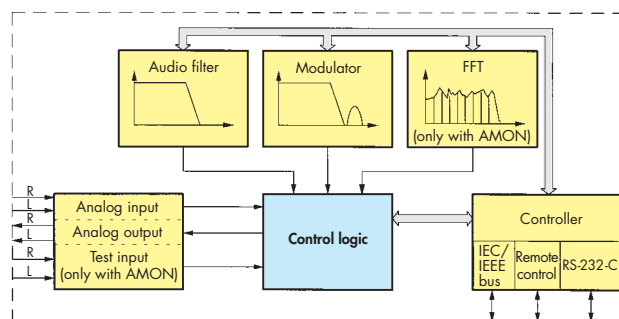 Audio filter
Modulator
FFT
(only with AMON)
R
L
R
L
R
L
Analog input
Analog output
Test input
(only with AMON)
Control logic
Controller
IEC/
IEEE
bus
Remote
control
RS-232-C